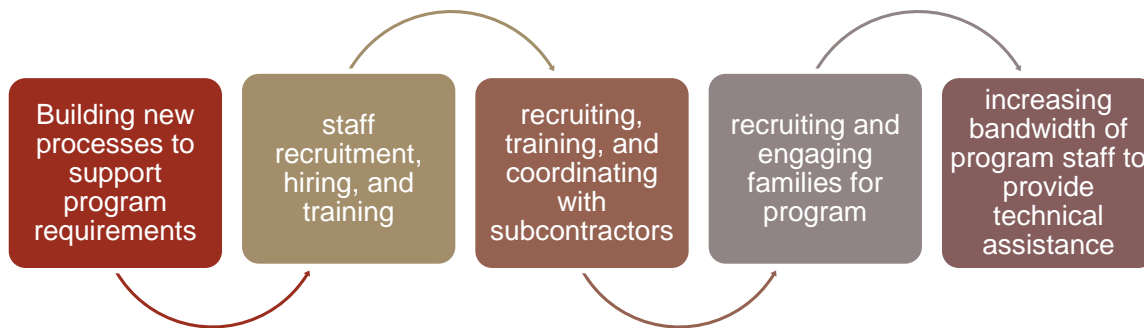 Building new
processes to
support
program
requirements
staff
recruitment,
hiring, and
training
recruiting,
training, and
coordinating
with
subcontractors
recruiting and
engaging
families for
program
increasing
bandwidth of
program staff to
provide
technical
assistance